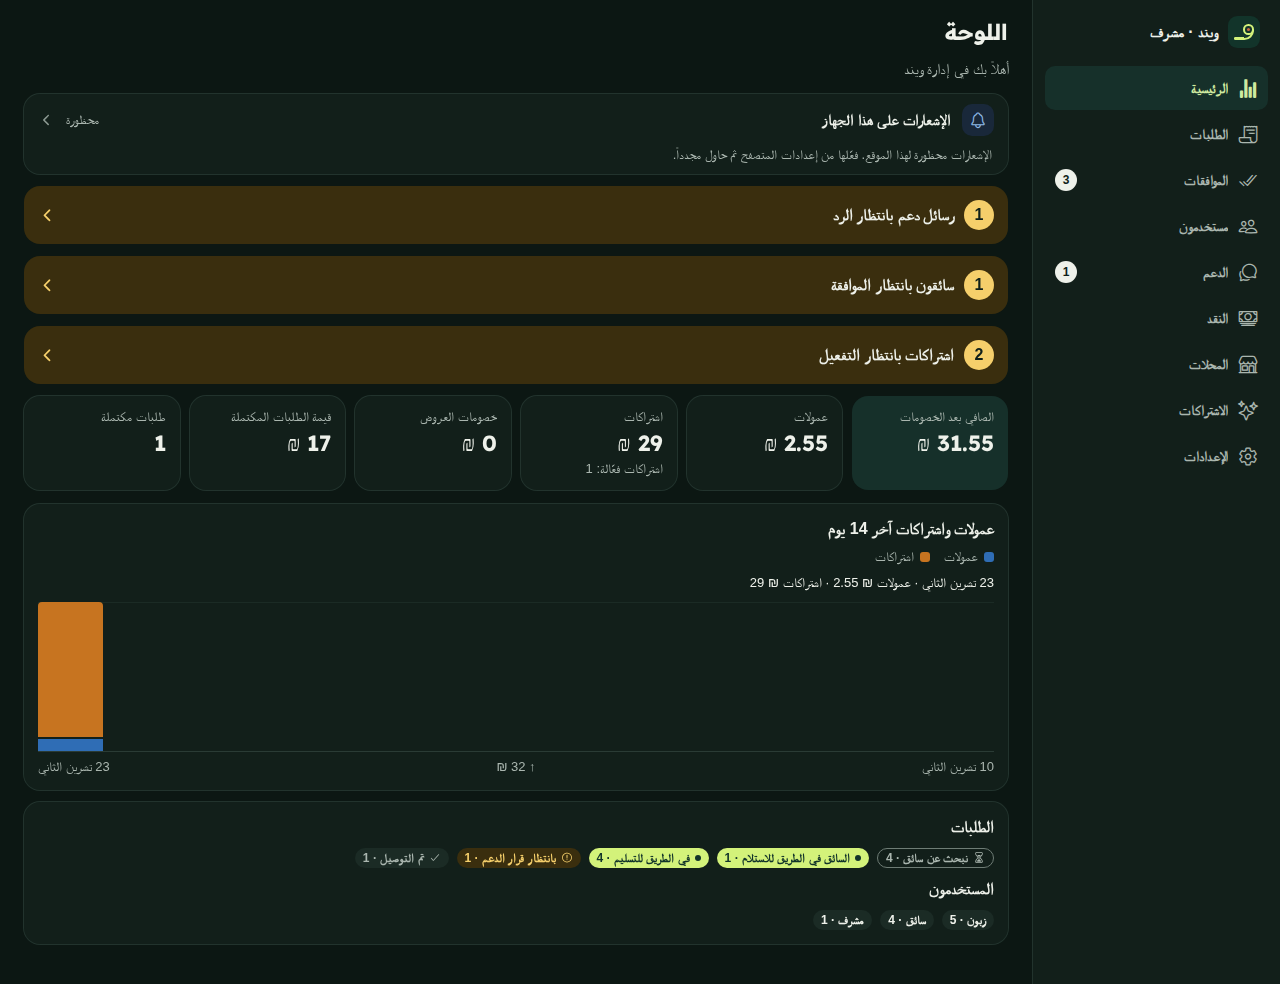 ويند · مشرف
الرئيسية
الطلبات
الموافقات 3
مستخدمون
الدعم 1
النقد
المحلات
الاشتراكات
الإعدادات
اللوحة
أهلاً بك في إدارة ويند
الإشعارات على هذا الجهاز محظورة
الإشعارات محظورة لهذا الموقع. فعّلها من إعدادات المتصفح ثم حاول مجدداً.
1 رسائل دعم بانتظار الرد
1 سائقون بانتظار الموافقة
2 اشتراكات بانتظار التفعيل
الصافي بعد الخصومات
31.55 ₪
عمولات
2.55 ₪
اشتراكات
29 ₪
اشتراكات فعّالة: 1
خصومات العروض
0 ₪
قيمة الطلبات المكتملة
17 ₪
طلبات مكتملة
1
عمولات واشتراكات آخر 14 يوم
عمولات اشتراكات
23 تشرين الثاني · عمولات ₪ 2.55 · اشتراكات ₪ 29
10 تشرين الثاني ↑ 32 ₪ 23 تشرين الثاني
الطلبات
نبحث عن سائق · 4 السائق في الطريق للاستلام · 1 في الطريق للتسليم · 4 بانتظار قرار الدعم · 1 تم التوصيل · 1
المستخدمون
زبون · 5 سائق · 4 مشرف · 1